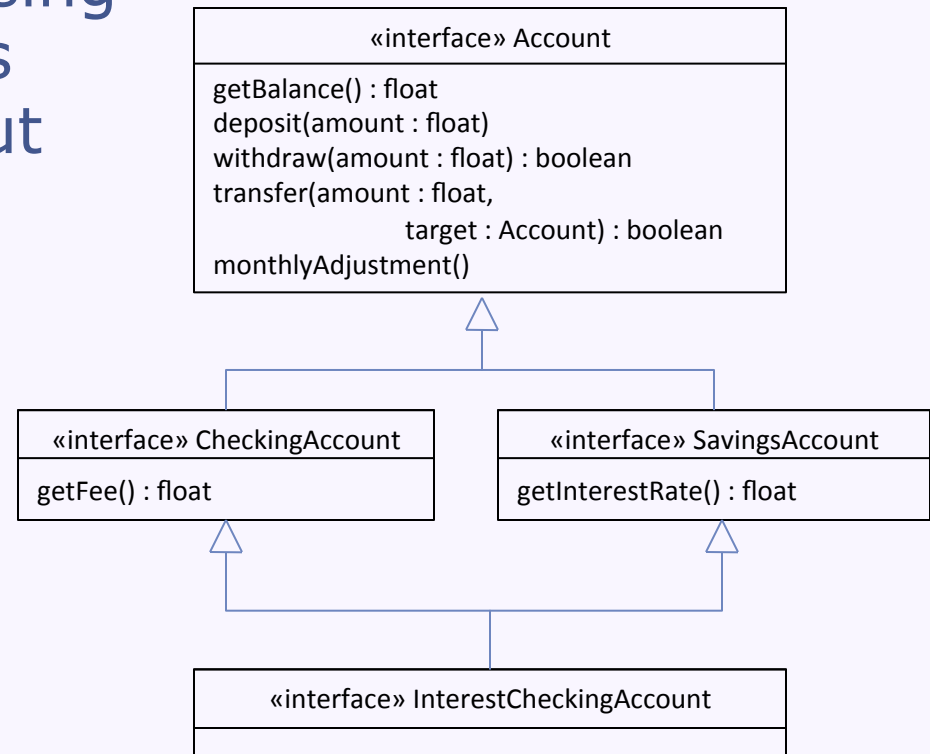 «interface» Account
getBalance() : float
deposit(amount : float)
withdraw(amount : float) : boolean
transfer(amount : float,
target : Account) : boolean
monthlyAdjustment()
«interface» CheckingAccount
getFee() : float
«interface» SavingsAccount
getInterestRate() : float
«interface» InterestCheckingAccount